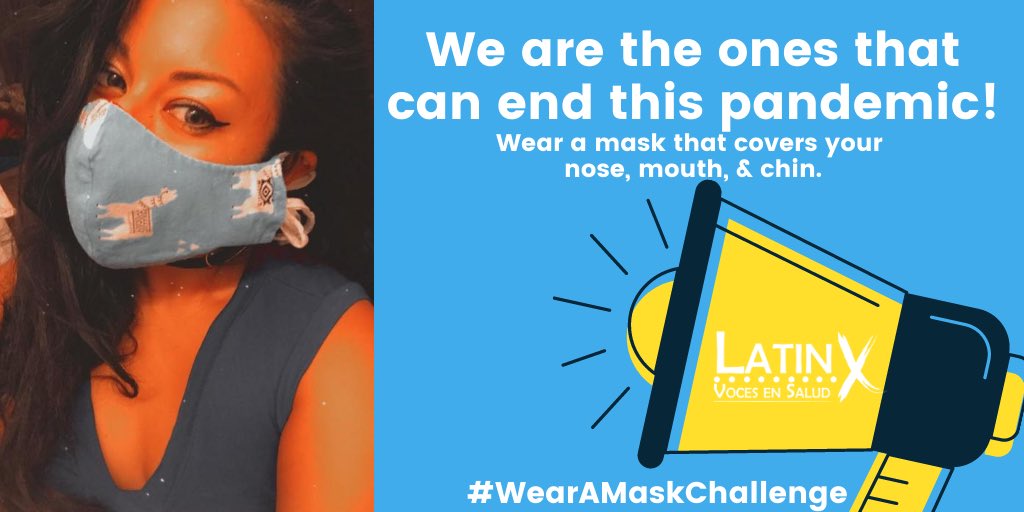 We are the ones that
can end this pandemic!
Wear a mask that covers your
nose, mouth, & chin.
LATINX
VOCES EN SALUD
#WearAMaskChallenge